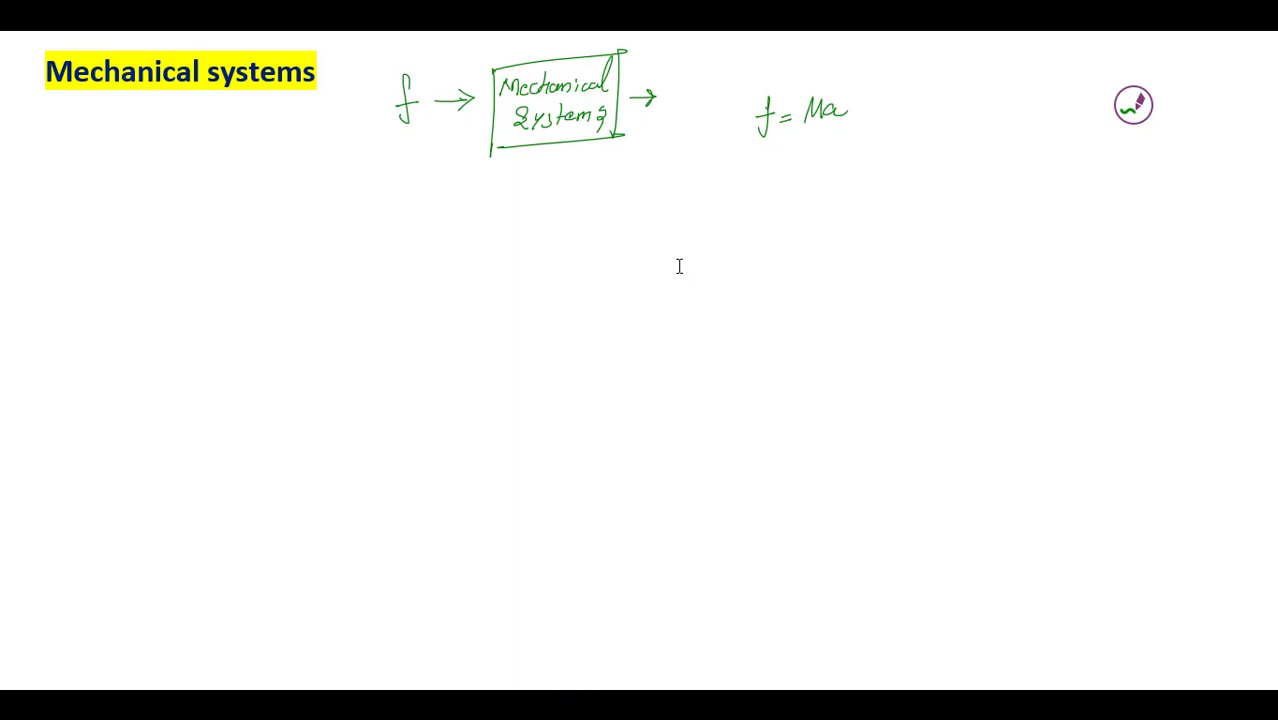 Mechanical systems
f → Mechanical
Systems →
f = Ma